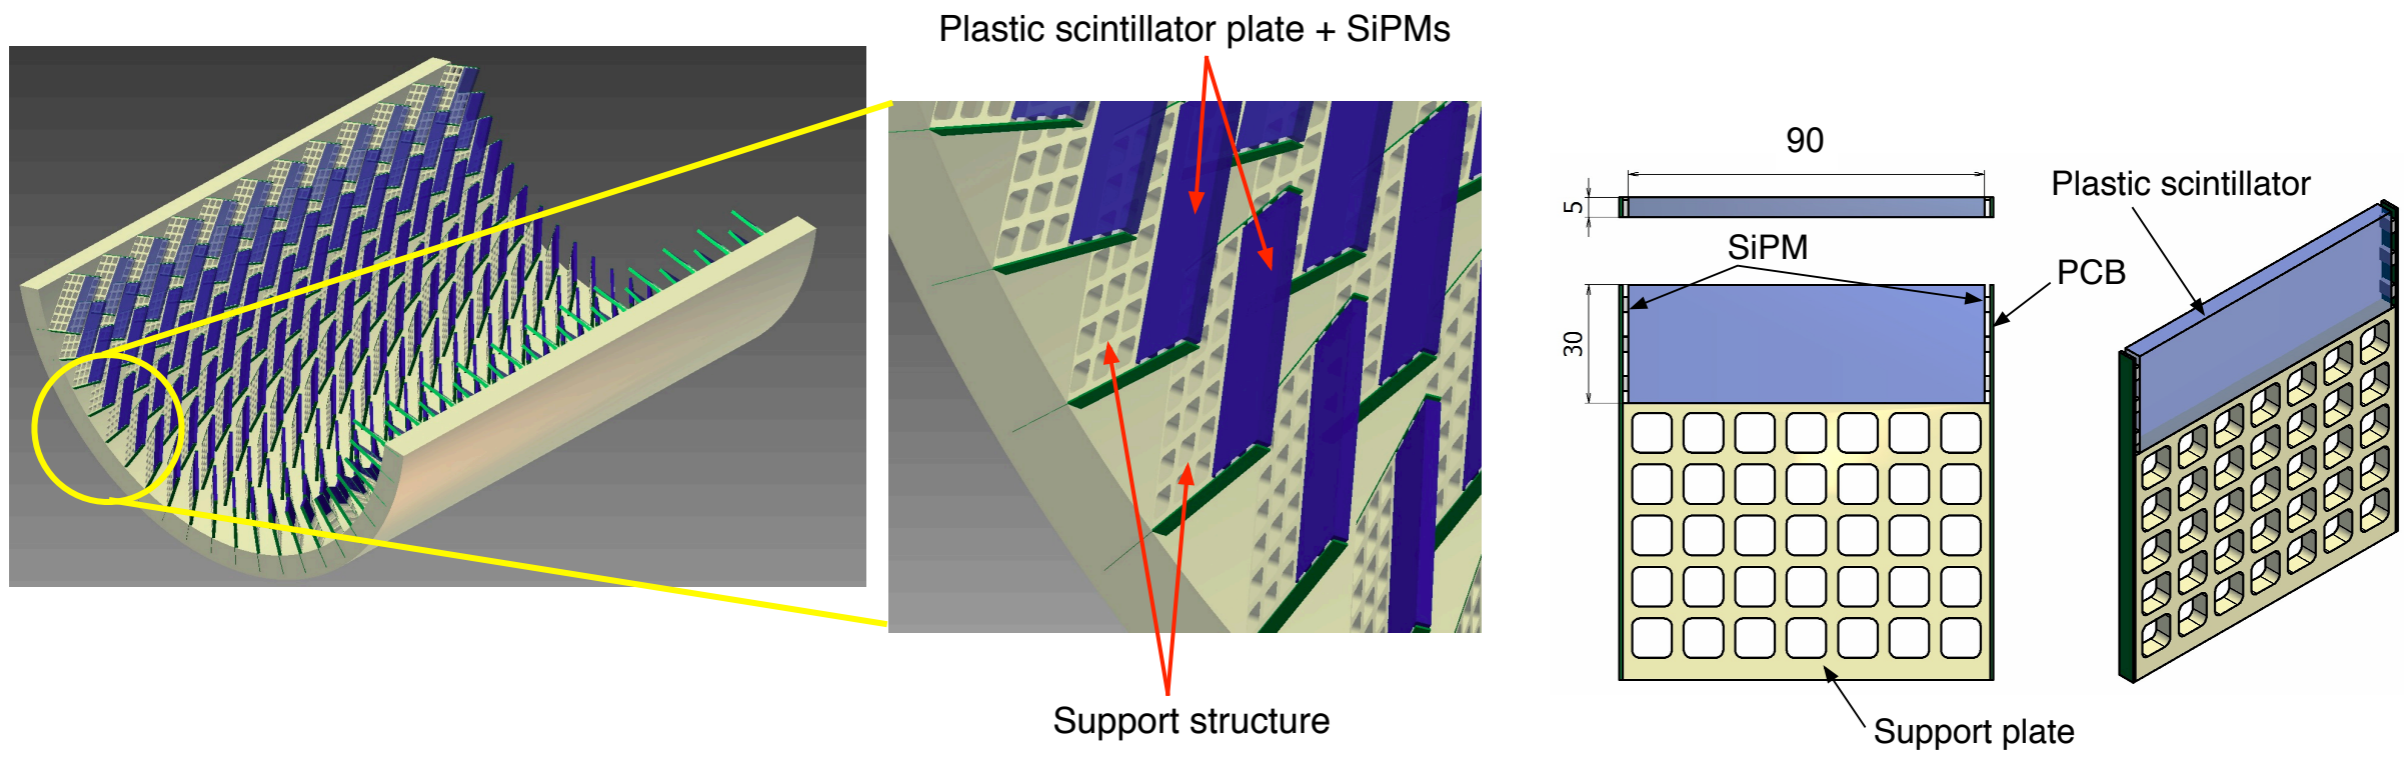 Plastic scintillator plate + SiPMs
Support structure
90
5
Plastic scintillator
SiPM
PCB
30
Support plate